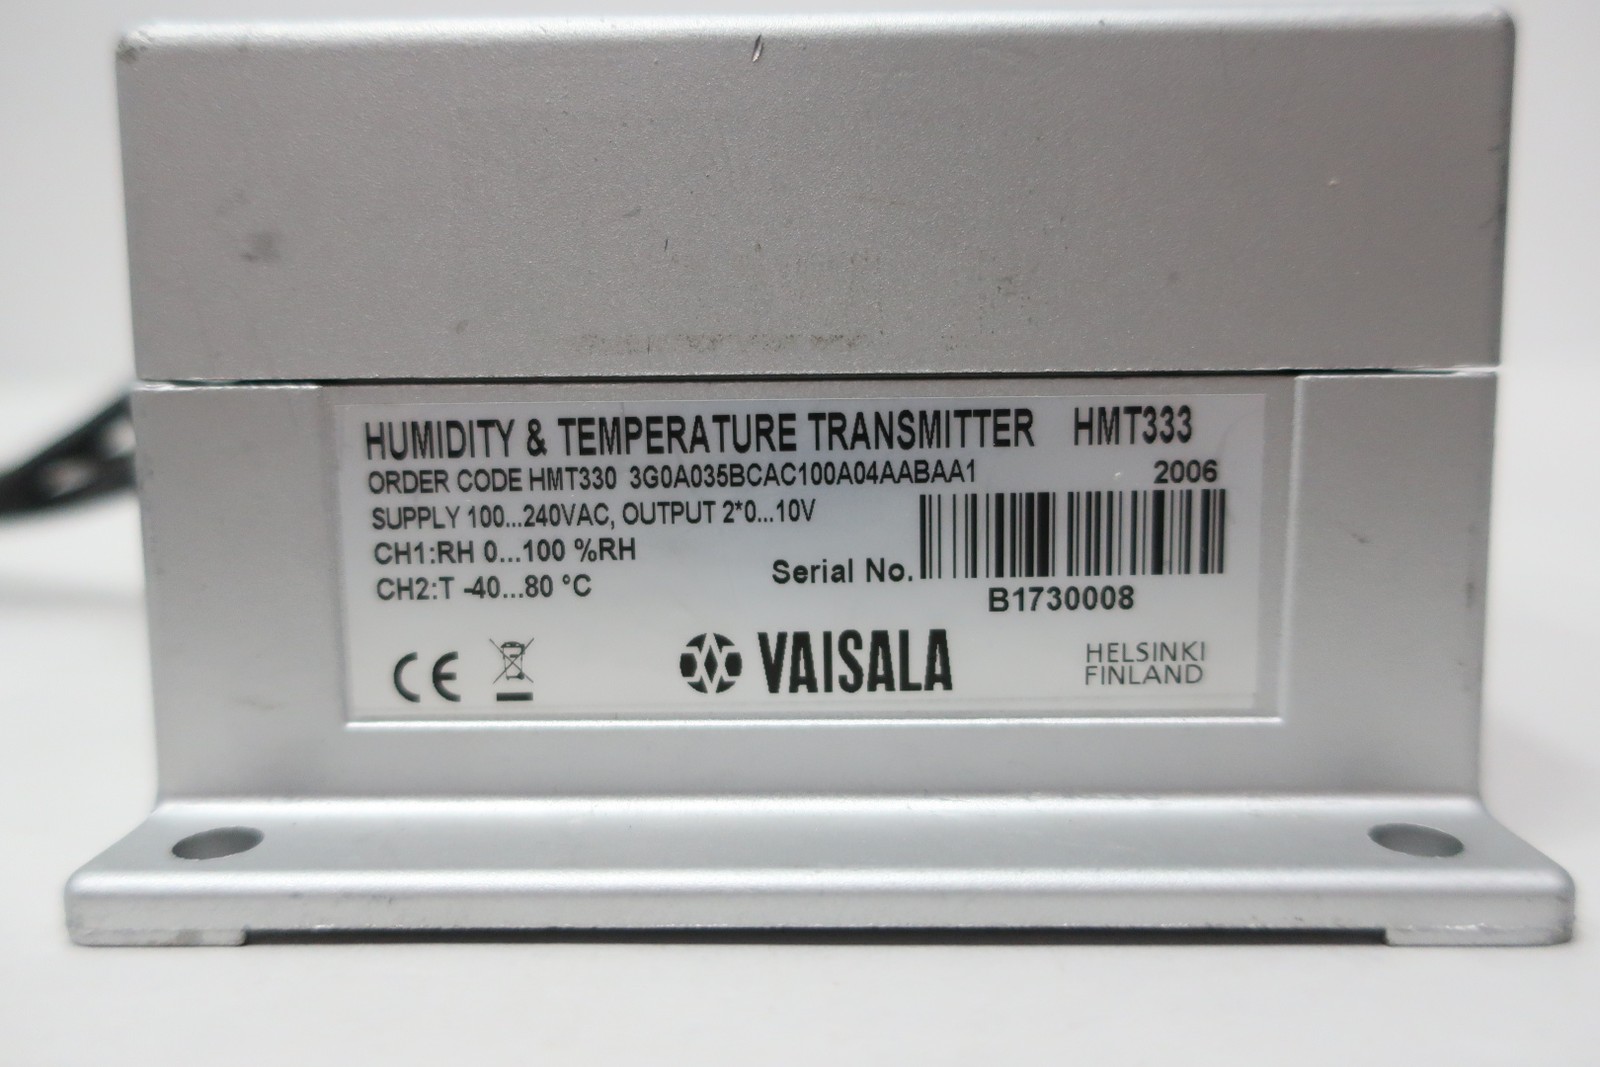 HUMIDITY & TEMPERATURE TRANSMITTER HMT333
ORDER CODE HMT330 3G0A035BCAC100A04AABAA1 2006
SUPPLY 100...240VAC, OUTPUT 2*0...10V
CH1:RH 0...100 %RH
CH2:T -40...80 °C
Serial No.
B1730008
CE
VAISALA
HELSINKI
FINLAND